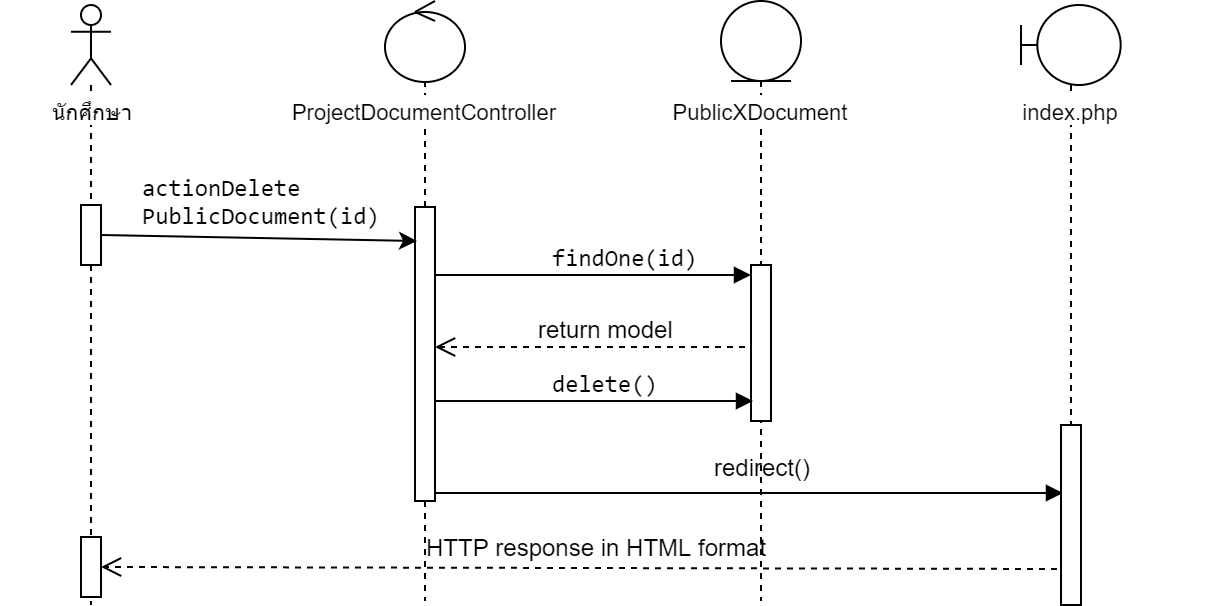 นักศึกษา
ProjectDocumentController
PublicXDocument
index.php
actionDelete
PublicDocument(id)
findOne(id)
return model
delete()
redirect()
HTTP response in HTML format